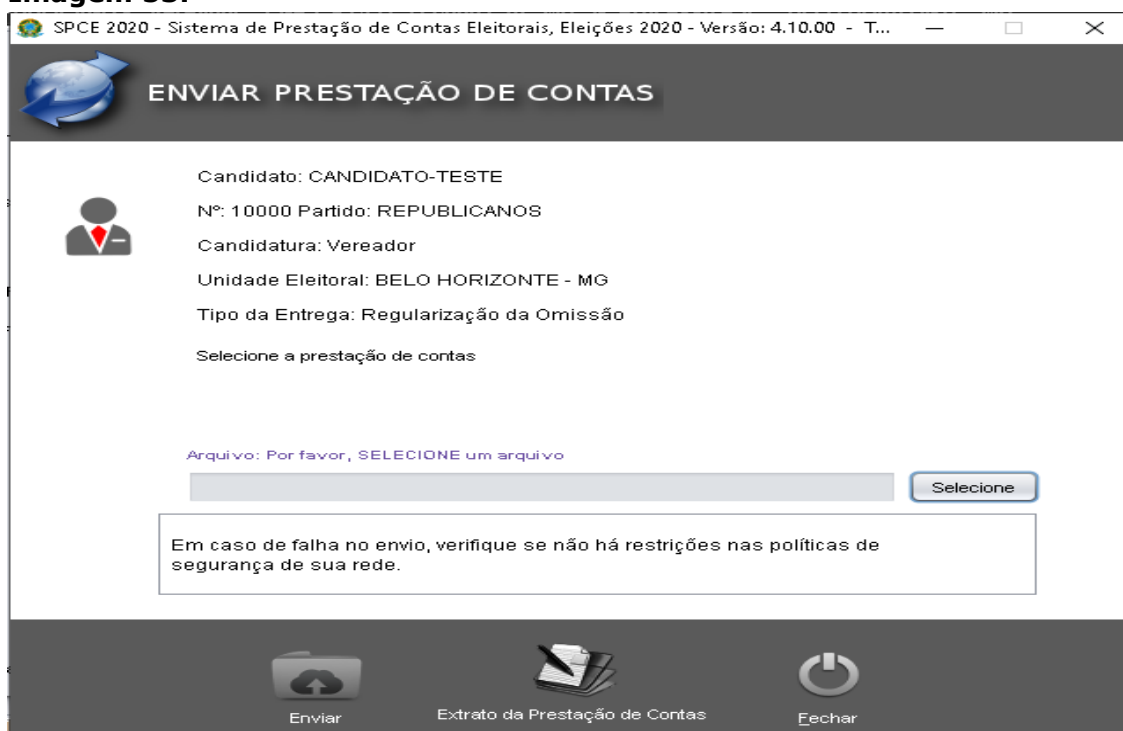 SPCE 2020 - Sistema de Prestação de Contas Eleitorais, Eleições 2020 - Versão: 4.10.00 - T...
ENVIAR PRESTAÇÃO DE CONTAS
Candidato: CANDIDATO-TESTE
Nº: 10000 Partido: REPUBLICANOS
Candidatura: Vereador
Unidade Eleitoral: BELO HORIZONTE - MG
Tipo da Entrega: Regularização da Omissão
Selecione a prestação de contas
Arquivo: Por favor, SELECIONE um arquivo
Selecione
Em caso de falha no envio, verifique se não há restrições nas políticas de
segurança de sua rede.
Enviar Extrato da Prestação de Contas Fechar